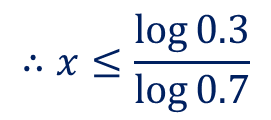 ∴ x ≤ log 0.3 / log 0.7